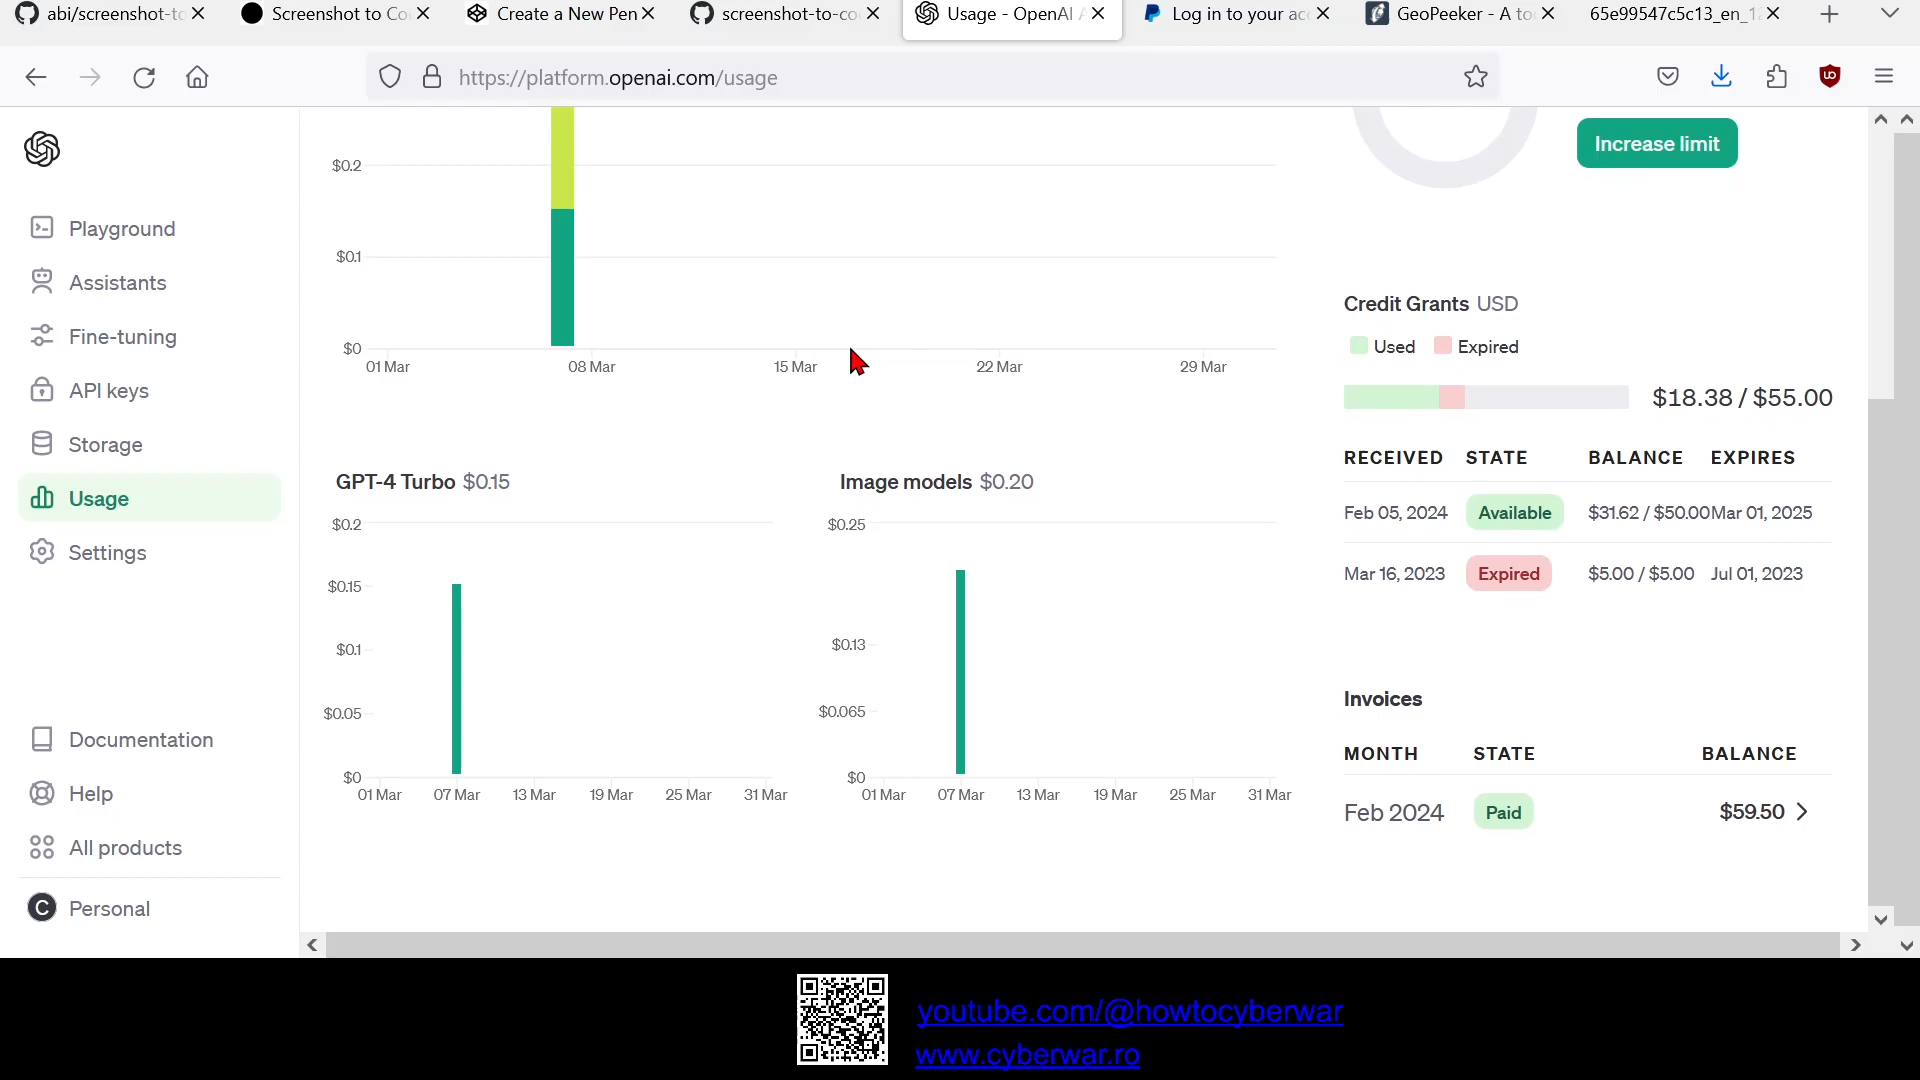 abi/screenshot-to
Screenshot to Co
Create a New Pen
screenshot-to-co
Usage - OpenAI A
Log in to your acc
GeoPeeker - A to
65e99547c5c13_en_12
https://platform.openai.com/usage
Playground
Assistants
Fine-tuning
API keys
Storage
Usage
Settings
Documentation
Help
All products
C Personal
$0.2
$0.1
$0
01 Mar 08 Mar 15 Mar 22 Mar 29 Mar
GPT-4 Turbo $0.15
$0.2
$0.15
$0.1
$0.05
$0
01 Mar 07 Mar 13 Mar 19 Mar 25 Mar 31 Mar
Image models $0.20
$0.25
$0.13
$0.065
$0
01 Mar 07 Mar 13 Mar 19 Mar 25 Mar 31 Mar
Increase limit
Credit Grants USD
Used Expired
$18.38 / $55.00
RECEIVED STATE BALANCE EXPIRES
Feb 05, 2024 Available $31.62 / $50.00 Mar 01, 2025
Mar 16, 2023 Expired $5.00 / $5.00 Jul 01, 2023
Invoices
MONTH STATE BALANCE
Feb 2024 Paid $59.50
youtube.com/@howtocyberwar
www.cyberwar.ro